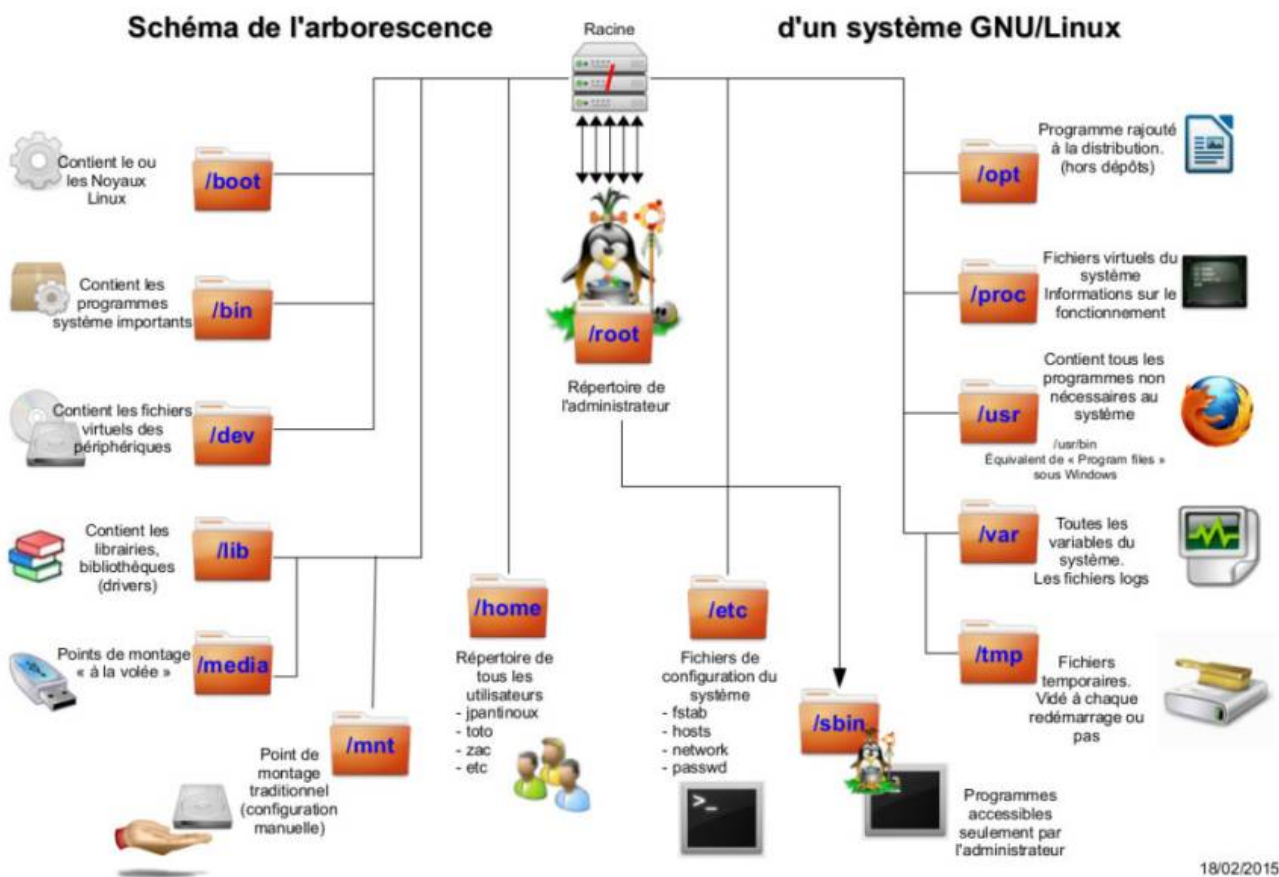 Schéma de l'arborescence
d'un système GNU/Linux
Racine
/
Contient le ou
les Noyaux
Linux
/boot
Contient les
programmes
système importants
/bin
Contient les fichiers
virtuels des
périphériques
/dev
Contient les
librairies,
bibliothèques
(drivers)
/lib
Points de montage
« à la volée »
/media
Point de
montage
traditionnel
(configuration
manuelle)
/mnt
/root
Répertoire de
l'administrateur
/home
Répertoire de
tous les
utilisateurs
- jpantinoux
- toto
- zac
- etc
/etc
Fichiers de
configuration du
système
- fstab
- hosts
- network
- passwd
>_
/sbin
Programmes
accessibles
seulement par
l'administrateur
/opt
Programme rajouté
à la distribution.
(hors dépôts)
/proc
Fichiers virtuels du
système
Informations sur le
fonctionnement
/usr
Contient tous les
programmes non
nécessaires au
système
/usr/bin
Équivalent de « Program files »
sous Windows
/var
Toutes les
variables du
système.
Les fichiers logs
/tmp
Fichiers
temporaires.
Vidé à chaque
redémarrage ou
pas
18/02/2015